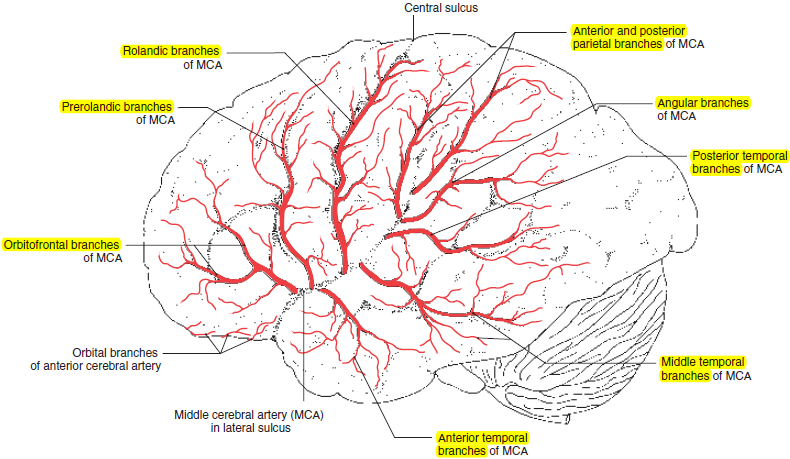 Central sulcus
Rolandic branches
of MCA
Anterior and posterior
parietal branches of MCA
Prerolandic branches
of MCA
Angular branches
of MCA
Posterior temporal
branches of MCA
Orbitofrontal branches
of MCA
Orbital branches
of anterior cerebral artery
Middle temporal
branches of MCA
Middle cerebral artery (MCA)
in lateral sulcus
Anterior temporal
branches of MCA